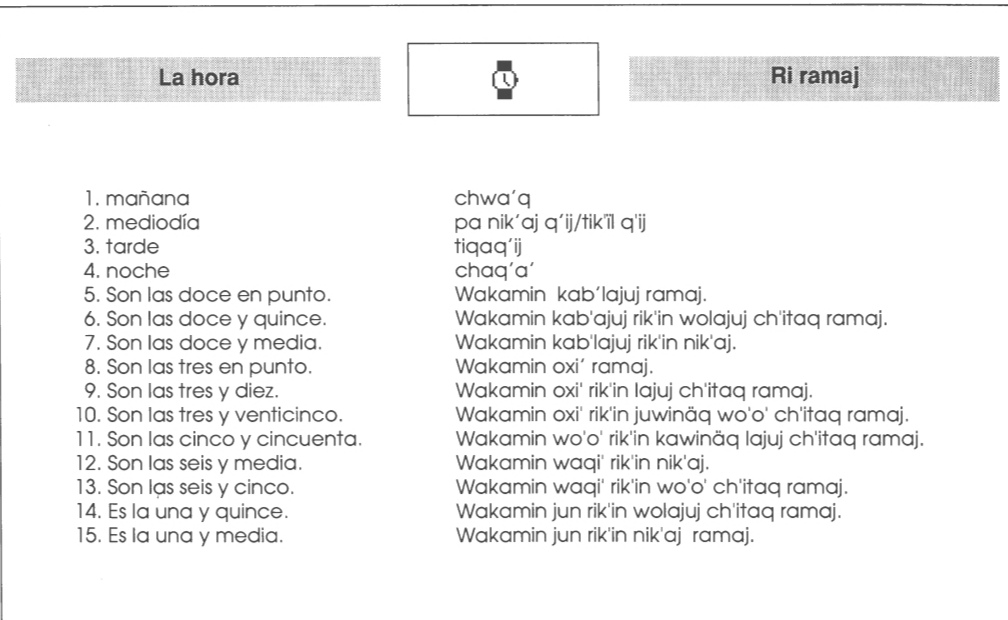 La hora
Ri ramaj
1. mañana chwa'q
2. mediodía pa nik'aj q'ij/tik'ïl q'ij
3. tarde tiqaq'ij
4. noche chaq'a'
5. Son las doce en punto. Wakamin kab'lajuj ramaj.
6. Son las doce y quince. Wakamin kab'ajuj rik'in wolajuj ch'itaq ramaj.
7. Son las doce y media. Wakamin kab'lajuj rik'in nik'aj.
8. Son las tres en punto. Wakamin oxi' ramaj.
9. Son las tres y diez. Wakamin oxi' rik'in lajuj ch'itaq ramaj.
10. Son las tres y venticinco. Wakamin oxi' rik'in juwinäq wo'o' ch'itaq ramaj.
11. Son las cinco y cincuenta. Wakamin wo'o' rik'in kawinäq lajuj ch'itaq ramaj.
12. Son las seis y media. Wakamin waqi' rik'in nik'aj.
13. Son las seis y cinco. Wakamin waqi' rik'in wo'o' ch'itaq ramaj.
14. Es la una y quince. Wakamin jun rik'in wolajuj ch'itaq ramaj.
15. Es la una y media. Wakamin jun rik'in nik'aj ramaj.